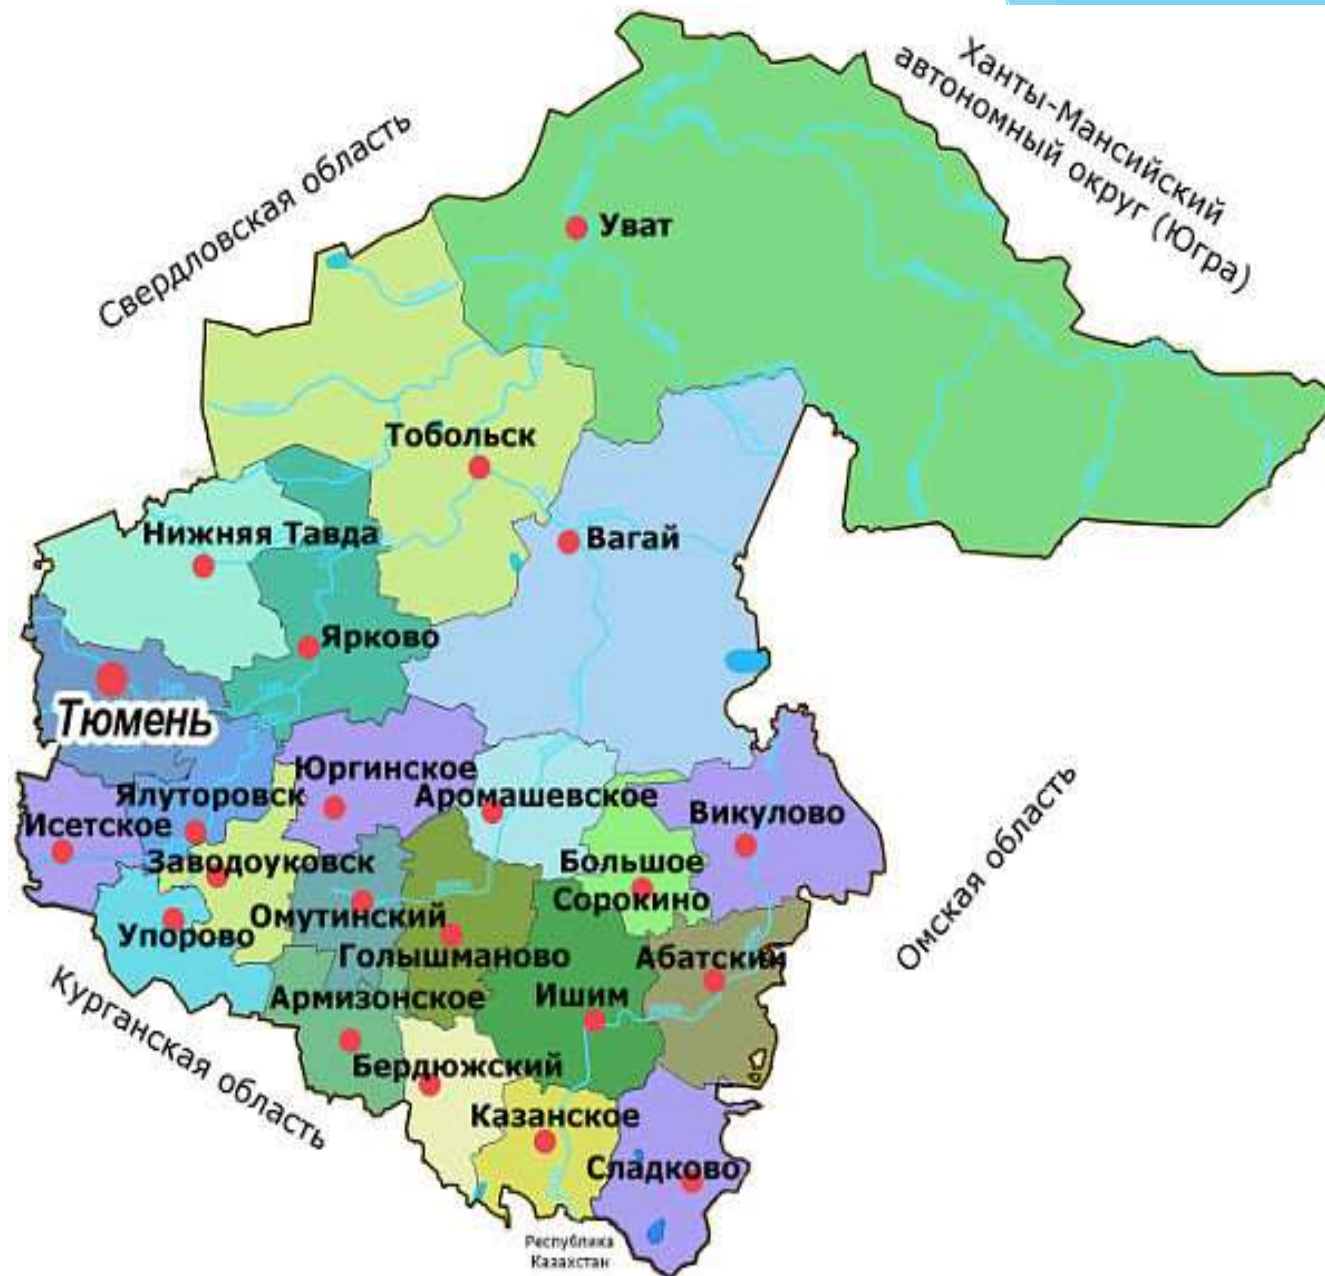 Ханты-Мансийский
автономный округ (Югра)
Свердловская область
Уват
Тобольск
Нижняя Тавда
Вагай
Ярково
Тюмень
Юргинское
Ялуторовск
Аромашевское
Викулово
Исетское
Заводоуковск
Большое
Сорокино
Омутинский
Упорово
Голышманово
Абатский
Армизонское
Ишим
Омская область
Курганская область
Бердюжский
Казанское
Сладково
Республика
Казахстан